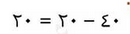 ٤٠ − ٢٠ = ٢٠